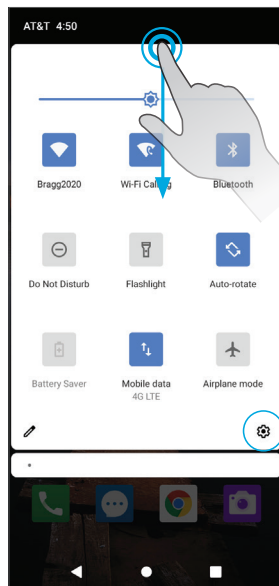 AT&T 4:50
Bragg2020 Wi-Fi Calling Bluetooth
Do Not Disturb Flashlight Auto-rotate
Battery Saver Mobile data Airplane mode
4G LTE